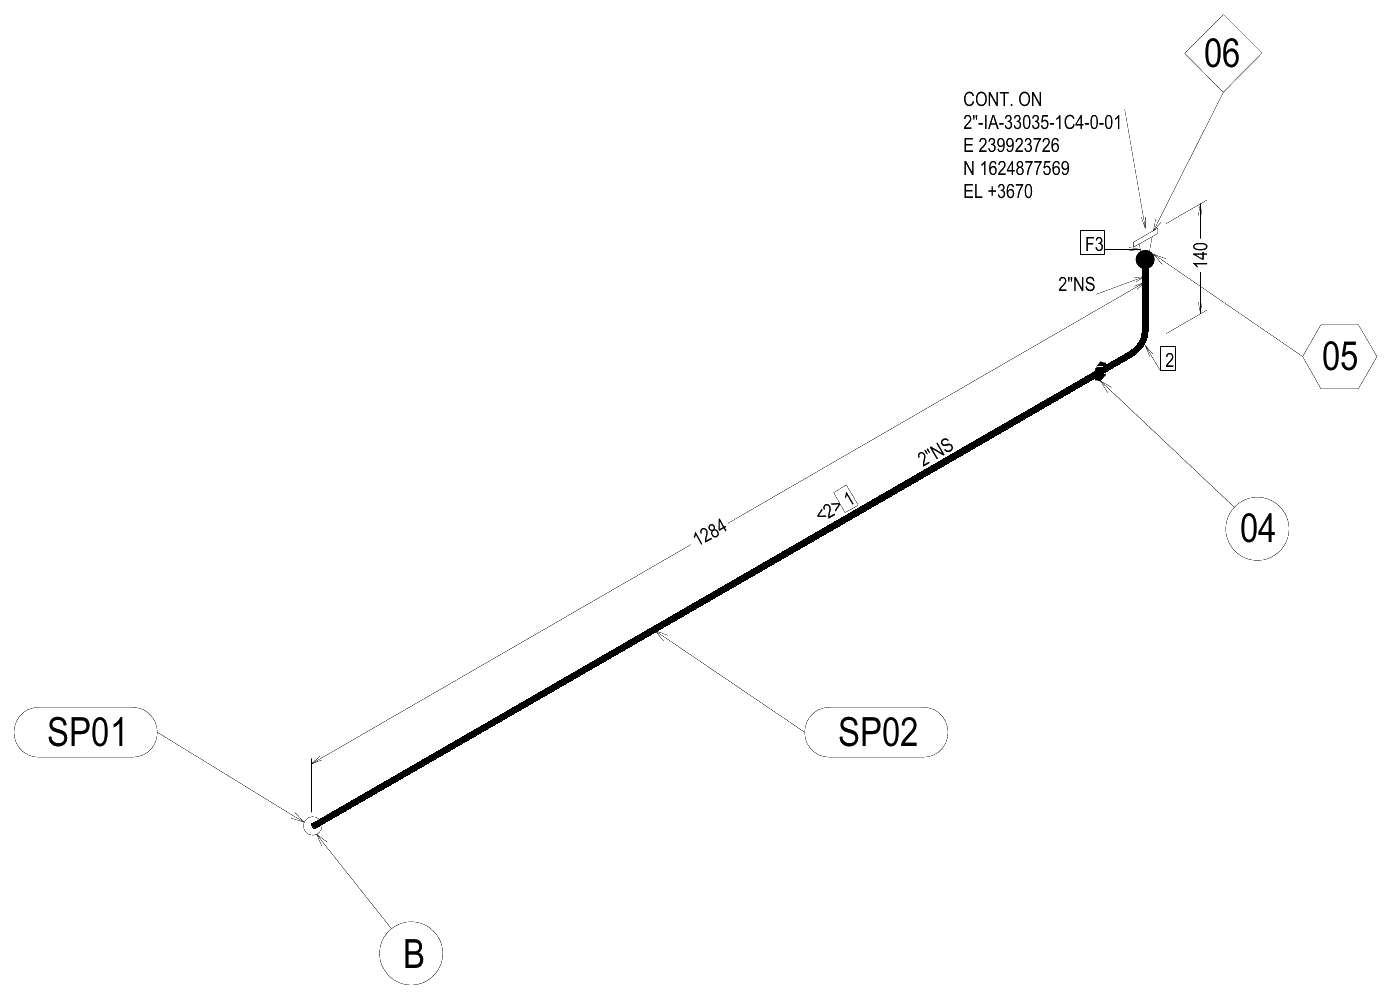 06
CONT. ON
2"-IA-33035-1C4-0-01
E 239923726
N 1624877569
EL +3670
F3
140
2"NS
05
2
2"NS
<2> 1
04
1284
SP01
SP02
B